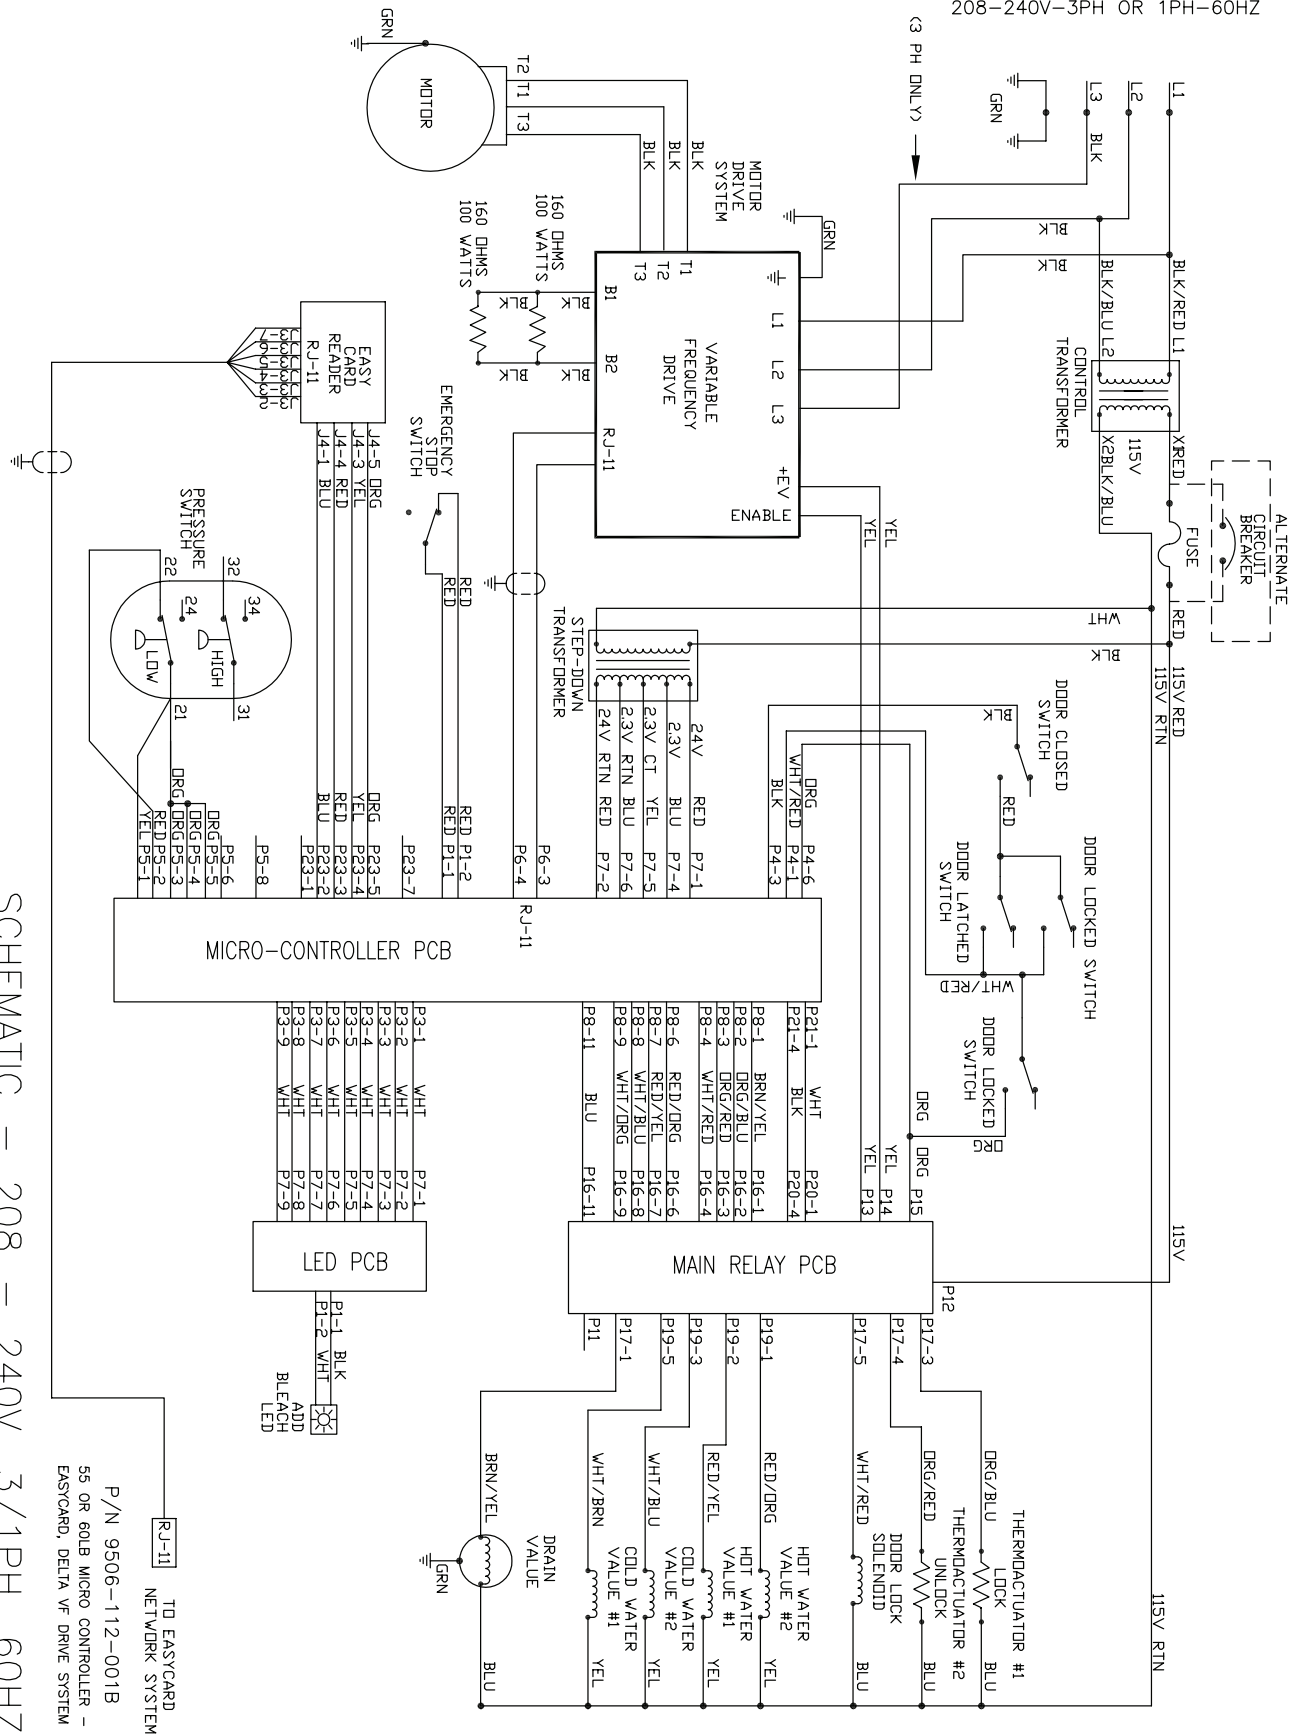 208-240V-3PH OR 1PH-60HZ
L1
L2
L3
GRN
BLK
(3 PH ONLY)
BLK
BLK
BLK/RED L1
BLK/BLU L2
CONTROL
TRANSFORMER
X1
RED
115V
X2
BLK/BLU
ALTERNATE
CIRCUIT
BREAKER
FUSE
RED
WHT
BLK
115V RED
115V RTN
115V
115V RTN
GRN
MOTOR
T2
T1
T3
BLK
BLK
BLK
MOTOR
DRIVE
SYSTEM
GRN
T1
T2
T3
L1
L2
L3
VARIABLE
FREQUENCY
DRIVE
B1
B2
RJ-11
+EV
ENABLE
YEL
YEL
160 OHMS
100 WATTS
160 OHMS
100 WATTS
BLK
BLK
BLK
BLK
STEP-DOWN
TRANSFORMER
24V
2.3V
2.3V CT
2.3V RTN
24V RTN
RED
BLU
YEL
BLU
RED
P7-1
P7-4
P7-5
P7-6
P7-2
DOOR CLOSED
SWITCH
BLK
RED
DOOR LOCKED SWITCH
DOOR LATCHED
SWITCH
WHT/RED
DOOR LOCKED
SWITCH
ORG
ORG
WHT/RED
BLK
P4-6
P4-1
P4-3
EMERGENCY
STOP
SWITCH
RED
RED
RED P1-2
RED P1-1
P6-3
P6-4
EASY
CARD
READER
RJ-11
J4-5 ORG
J4-3 YEL
J4-4 RED
J4-1 BLU
P23-7
ORG P23-5
YEL P23-4
RED P23-3
BLU P23-2
P23-1
PRESSURE
SWITCH
32
34
22
24
HIGH
LOW
31
21
P5-8
P5-6
ORG P5-5
ORG P5-4
ORG P5-3
RED P5-2
YEL P5-1
ORG
RJ-11
MICRO-CONTROLLER PCB
P21-1 WHT P20-1
P21-4 BLK P20-4
P8-1 BRN/YEL P16-1
P8-2 ORG/BLU P16-2
P8-3 ORG/RED P16-3
P8-4 WHT/RED P16-4
P8-6 RED/ORG P16-6
P8-7 RED/YEL P16-7
P8-8 WHT/BLU P16-8
P8-9 WHT/ORG P16-9
P8-11 BLU P16-11
P3-1 WHT P7-1
P3-2 WHT P7-2
P3-3 WHT P7-3
P3-4 WHT P7-4
P3-5 WHT P7-5
P3-6 WHT P7-6
P3-7 WHT P7-7
P3-8 WHT P7-8
P3-9 WHT P7-9
ORG
ORG P15
YEL P14
YEL P13
MAIN RELAY PCB
P12
LED PCB
P1-1 BLK
P1-2 WHT
ADD
BLEACH
LED
P17-3
P17-4
P17-5
P19-1
P19-2
P19-3
P19-5
P17-1
P11
ORG/BLU
THERMOACTUATOR #1
LOCK
BLU
ORG/RED
THERMOACTUATOR #2
UNLOCK
BLU
WHT/RED
DOOR LOCK
SOLENOID
BLU
RED/ORG
HOT WATER
VALUE #2
YEL
RED/YEL
HOT WATER
VALUE #1
YEL
WHT/BLU
COLD WATER
VALUE #2
YEL
WHT/BRN
COLD WATER
VALUE #1
YEL
BRN/YEL
DRAIN
VALUE
GRN
BLU
RJ-11
TO EASYCARD
NETWORK SYSTEM
P/N 9506-112-001B
55 OR 60LB MICRO CONTROLLER -
EASYCARD, DELTA VF DRIVE SYSTEM
SCHEMATIC - 208 - 240V 3/1PH 60HZ